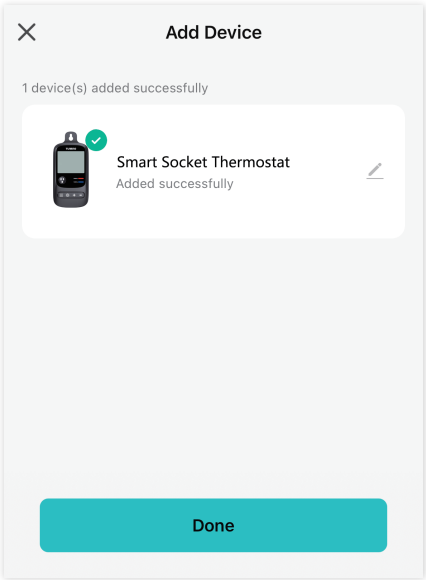 Add Device
1 device(s) added successfully
Smart Socket Thermostat
Added successfully
Done